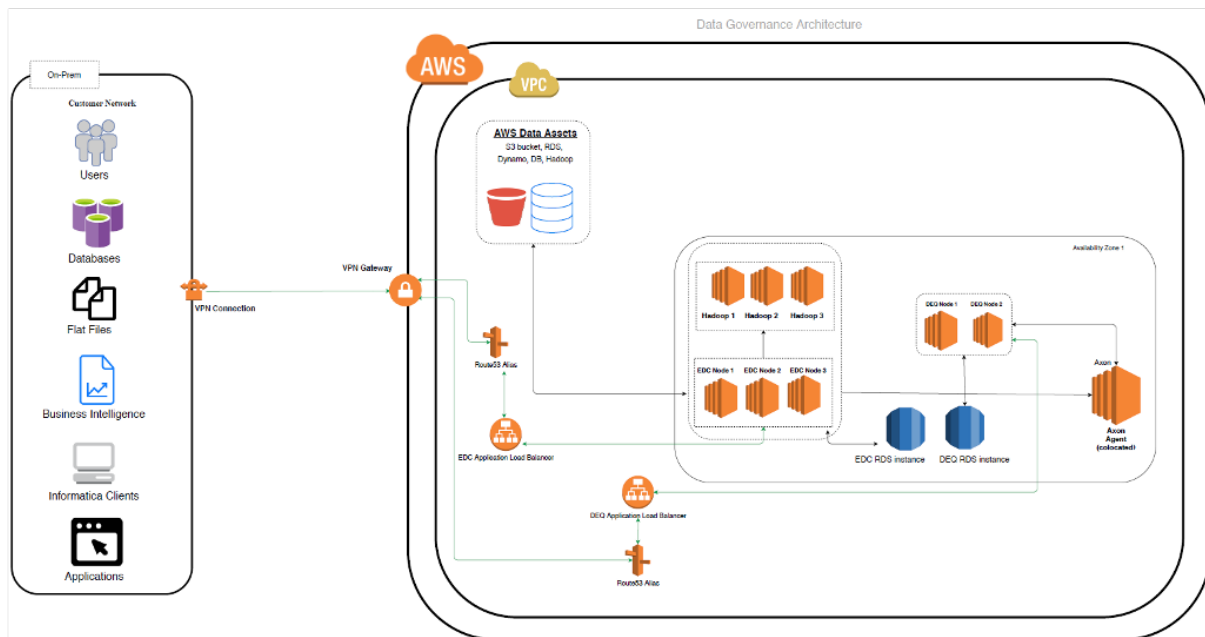 Data Governance Architecture
On-Prem
Customer Network
Users
Databases
Flat Files
Business Intelligence
Informatica Clients
Applications
VPN Connection
VPN Gateway
AWS
VPC
AWS Data Assets
S3 bucket, RDS,
Dynamo, DB, Hadoop
Route53 Alias
EDC Application Load Balancer
DEQ Application Load Balancer
Route53 Alias
Availability Zone 1
Hadoop 1
Hadoop 2
Hadoop 3
EDC Node 1
EDC Node 2
EDC Node 3
DEQ Node 1
DEQ Node 2
EDC RDS instance
DEQ RDS instance
Axon
Axon
Agent
(colocated)